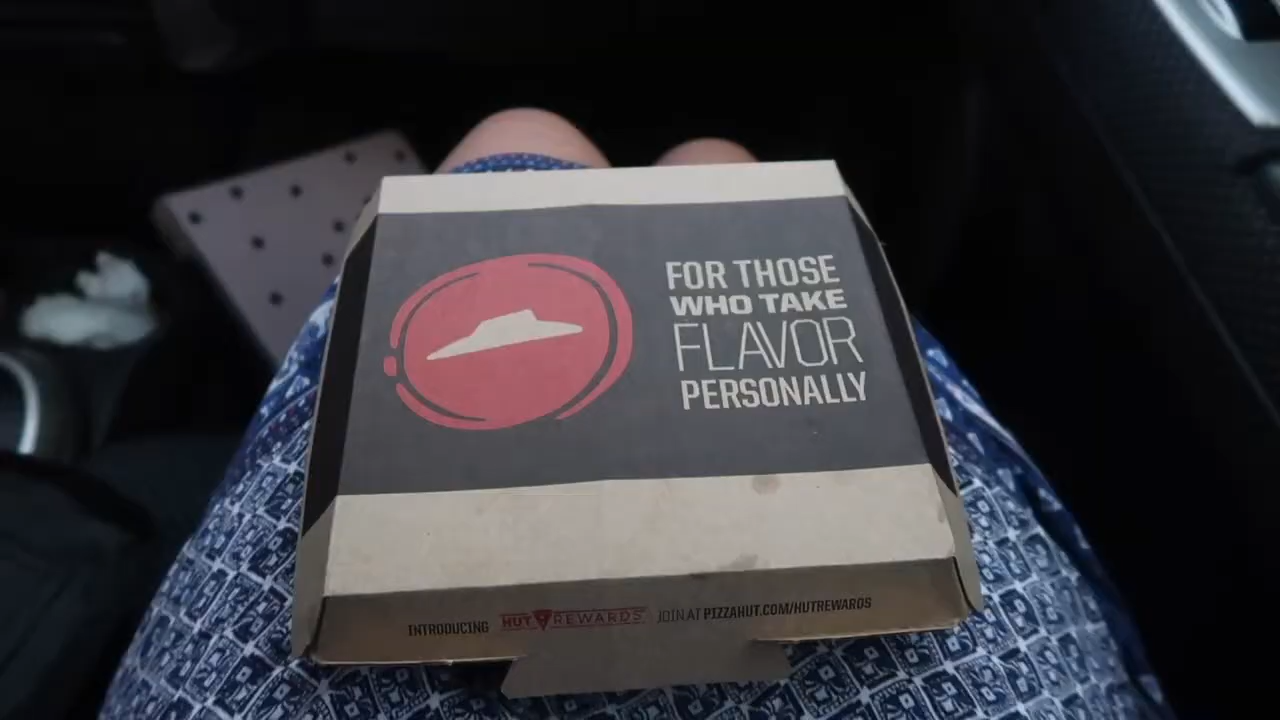 FOR THOSE
WHO TAKE
FLAVOR
PERSONALLY
INTRODUCING HUT REWARDS JOIN AT PIZZAHUT.COM/HUTREWARDS